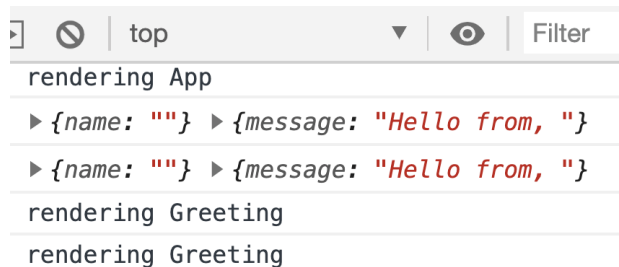 top Filter
rendering App
{name: ""} {message: "Hello from, "}
{name: ""} {message: "Hello from, "}
rendering Greeting
rendering Greeting